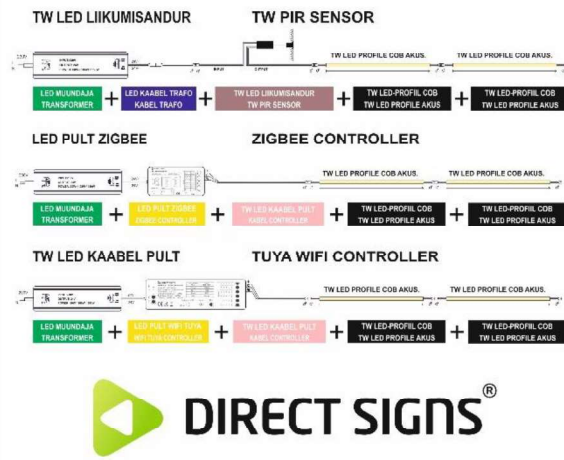 TW LED LIIKUMISANDUR TW PIR SENSOR
TW LED PROFILE COB AKUS. TW LED PROFILE COB AKUS.
LED MUUNDAJA + LED KAABEL TRAFO + TW LED LIIKUMISANDUR + TW LED-PROFIIL COB + TW LED-PROFIIL COB
TRANSFORMER KABEL TRAFO TW PIR SENSOR TW LED PROFILE AKUS TW LED PROFILE AKUS
LED PULT ZIGBEE ZIGBEE CONTROLLER
TW LED PROFILE COB AKUS. TW LED PROFILE COB AKUS.
LED MUUNDAJA + LED PULT ZIGBEE + TW LED KAABEL PULT + TW LED-PROFIIL COB + TW LED-PROFIIL COB
TRANSFORMER ZIGBEE CONTROLLER KABEL CONTROLLER TW LED PROFILE AKUS TW LED PROFILE AKUS
TW LED KAABEL PULT TUYA WIFI CONTROLLER
TW LED PROFILE COB AKUS. TW LED PROFILE COB AKUS.
LED MUUNDAJA + LED PULT WIFI TUYA + TW LED KAABEL PULT + TW LED-PROFIIL COB + TW LED-PROFIIL COB
TRANSFORMER WIFI TUYA CONTROLLER KABEL CONTROLLER TW LED PROFILE AKUS TW LED PROFILE AKUS
DIRECT SIGNS®